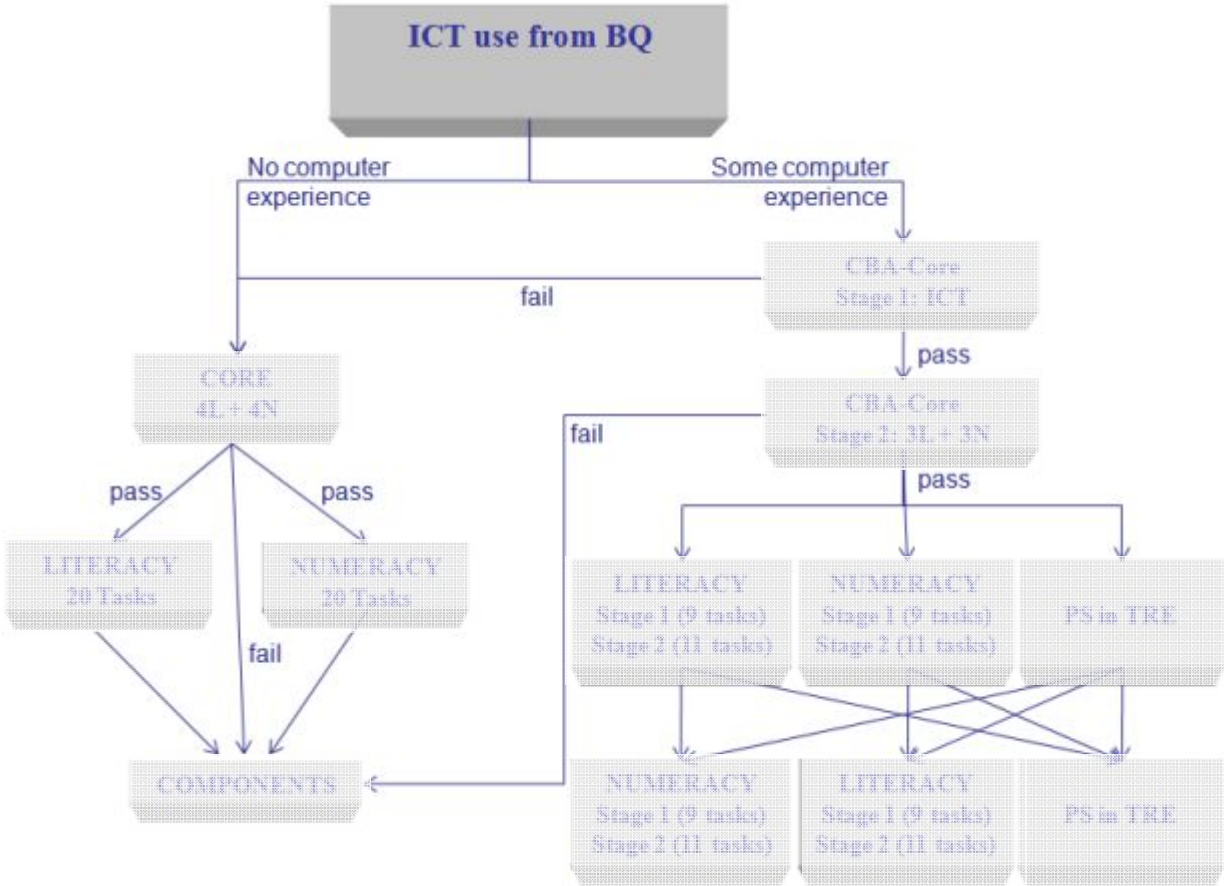 ICT use from BQ
No computer
experience
Some computer
experience
CBA-Core
Stage 1: ICT
fail
pass
CORE
4L + 4N
CBA-Core
Stage 2: 3L + 3N
fail
pass
pass
pass
LITERACY
20 Tasks
NUMERACY
20 Tasks
fail
LITERACY
Stage 1 (9 tasks)
Stage 2 (11 tasks)
NUMERACY
Stage 1 (9 tasks)
Stage 2 (11 tasks)
PS in TRE
COMPONENTS
NUMERACY
Stage 1 (9 tasks)
Stage 2 (11 tasks)
LITERACY
Stage 1 (9 tasks)
Stage 2 (11 tasks)
PS in TRE